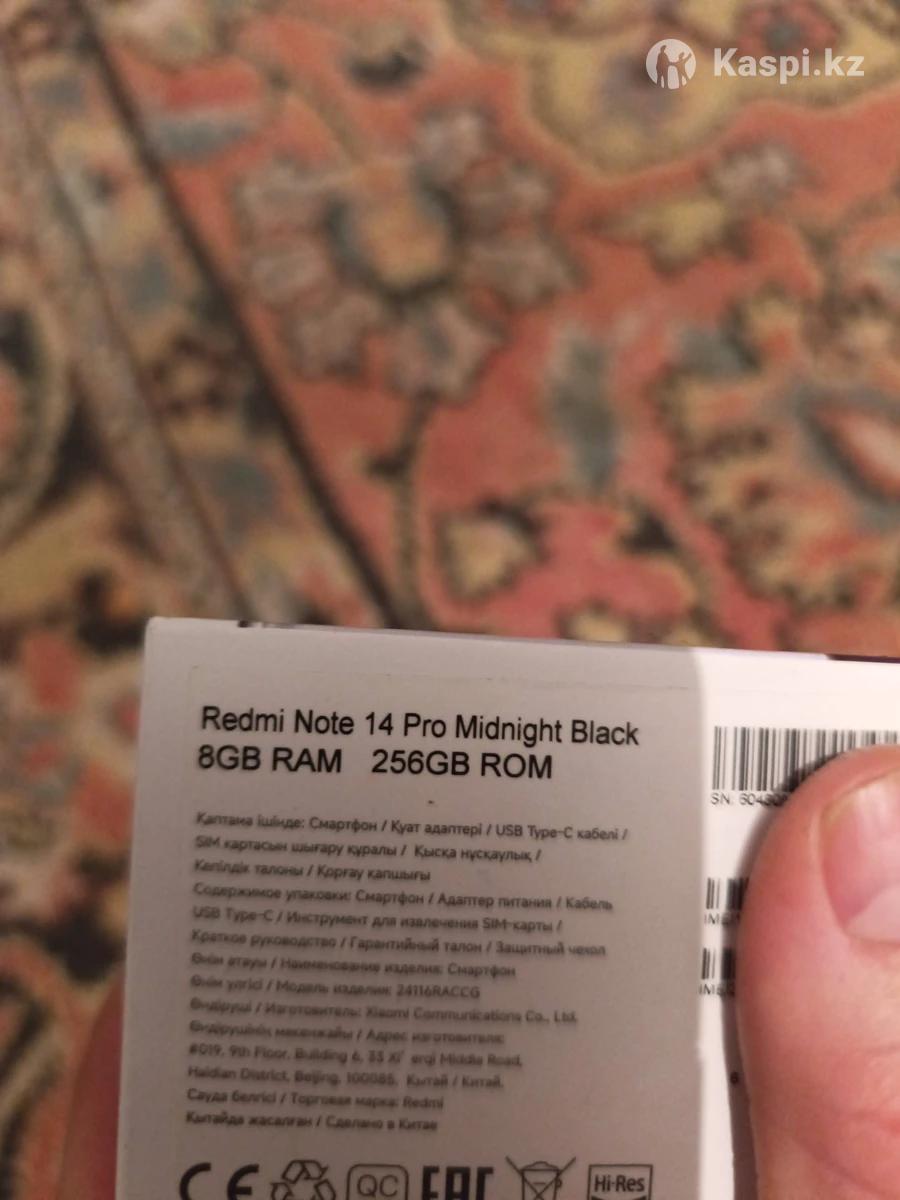 Kaspi.kz
Redmi Note 14 Pro Midnight Black
8GB RAM 256GB ROM
SN: 60430
Қаптама ішінде: Смартфон / Қуат адаптері / USB Type-C кабелі /
SIM картасын шығару құралы / Қысқа нұсқаулық /
Кепілдік талоны / Қорғау қапшығы
Содержимое упаковки: Смартфон / Адаптер питания / Кабель
USB Type-C / Инструмент для извлечения SIM-карты /
Краткое руководство / Гарантийный талон / Защитный чехол
Өнім атауы / Наименование изделия: Смартфон
Өнім үлгісі / Модель изделия: 24116RACCG
Өндіруші / Изготовитель: Xiaomi Communications Co., Ltd.
Өндірушінің мекенжайы / Адрес изготовителя:
#019, 9th Floor, Building 6, 33 Xi' erqi Middle Road,
Haidian District, Beijing, 100085, Қытай / Китай.
Сауда белгісі / Торговая марка: Redmi
Қытайда жасалған / Сделано в Китае
CE QC EAC Hi-Res